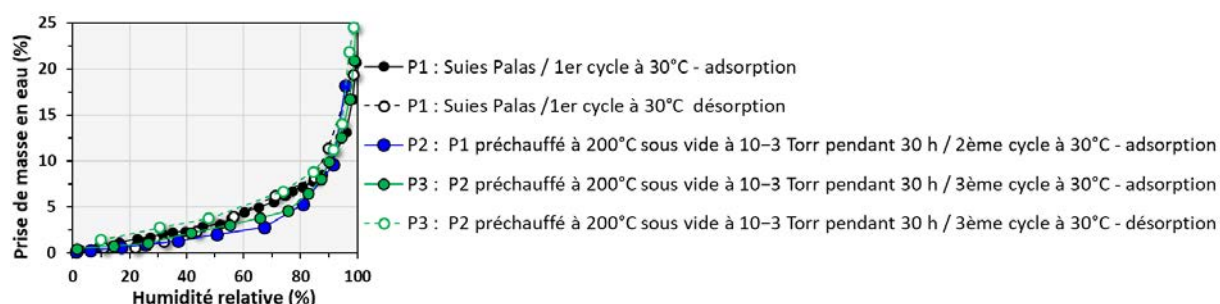 Prise de masse en eau (%)
25
20
15
10
5
0
0 20 40 60 80 100
Humidité relative (%)
P1 : Suies Palas / 1er cycle à 30°C - adsorption
P1 : Suies Palas /1er cycle à 30°C désorption
P2 : P1 préchauffé à 200°C sous vide à 10−3 Torr pendant 30 h / 2ème cycle à 30°C - adsorption
P3 : P2 préchauffé à 200°C sous vide à 10−3 Torr pendant 30 h / 3ème cycle à 30°C - adsorption
P3 : P2 préchauffé à 200°C sous vide à 10−3 Torr pendant 30 h / 3ème cycle à 30°C - désorption